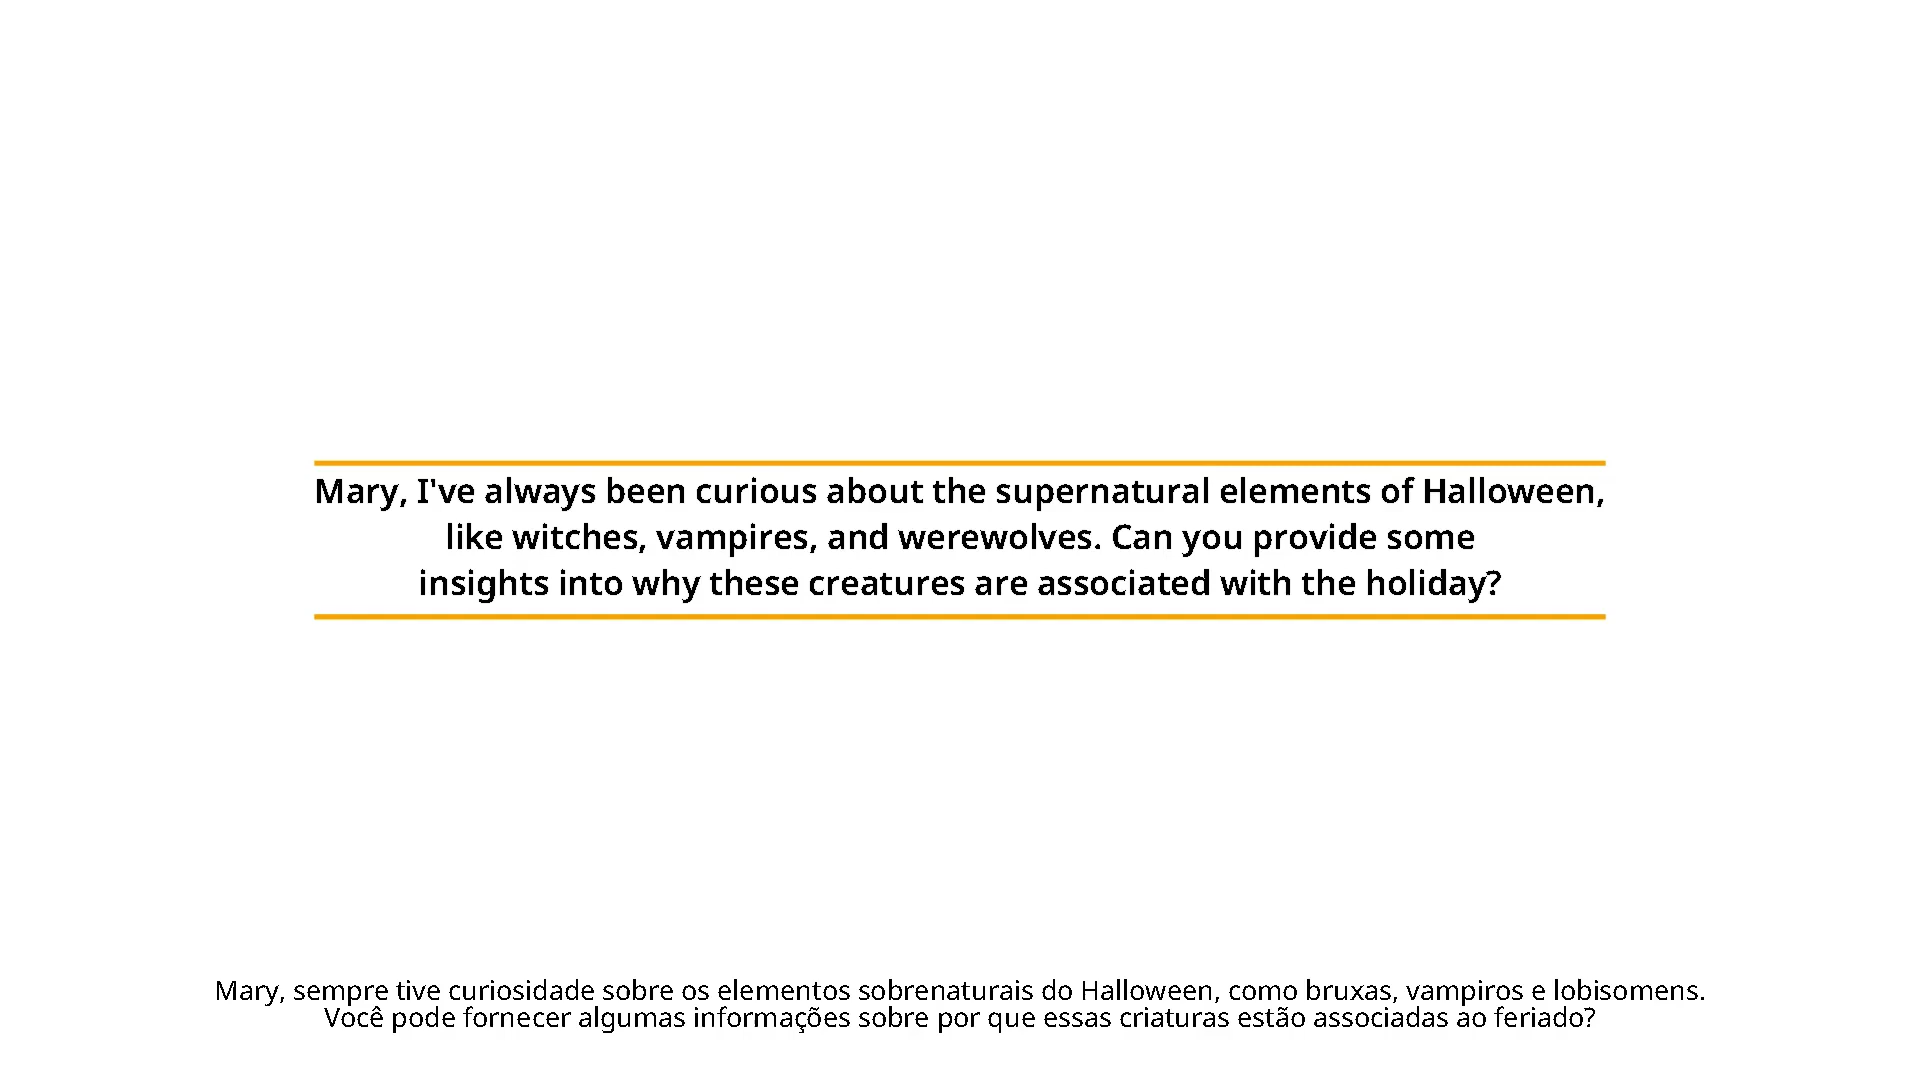 Mary, I've always been curious about the supernatural elements of Halloween,
like witches, vampires, and werewolves. Can you provide some
insights into why these creatures are associated with the holiday?
Mary, sempre tive curiosidade sobre os elementos sobrenaturais do Halloween, como bruxas, vampiros e lobisomens.
Você pode fornecer algumas informações sobre por que essas criaturas estão associadas ao feriado?